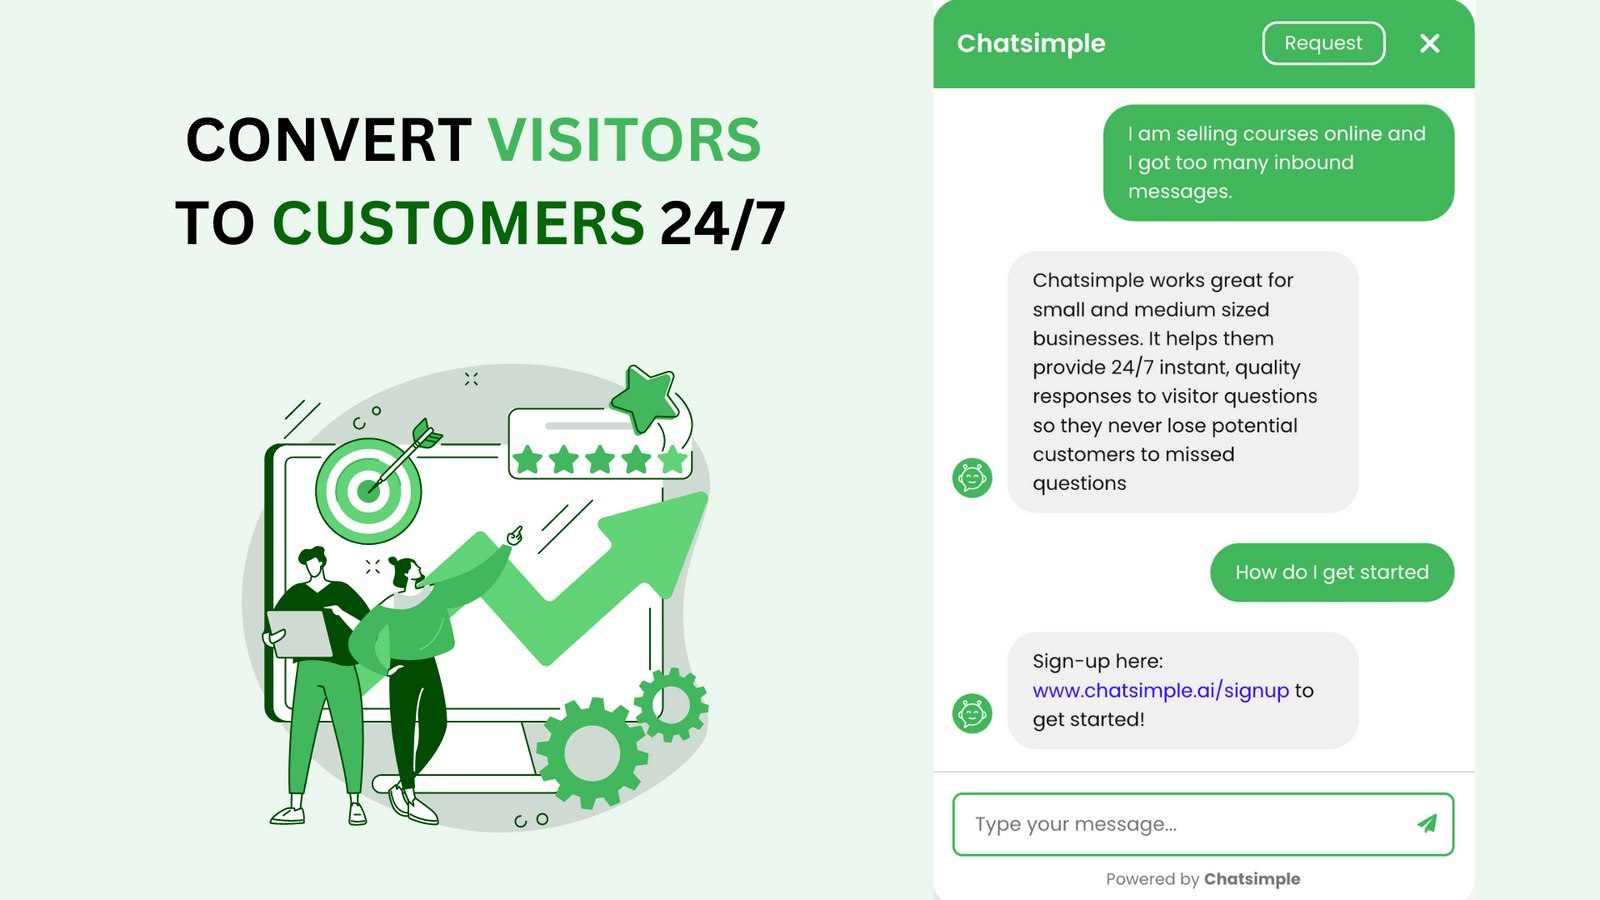 CONVERT VISITORS
TO CUSTOMERS 24/7
Chatsimple
Request
I am selling courses online and
I got too many inbound
messages.
Chatsimple works great for
small and medium sized
businesses. It helps them
provide 24/7 instant, quality
responses to visitor questions
so they never lose potential
customers to missed
questions
How do I get started
Sign-up here:
www.chatsimple.ai/signup to
get started!
Type your message...
Powered by Chatsimple